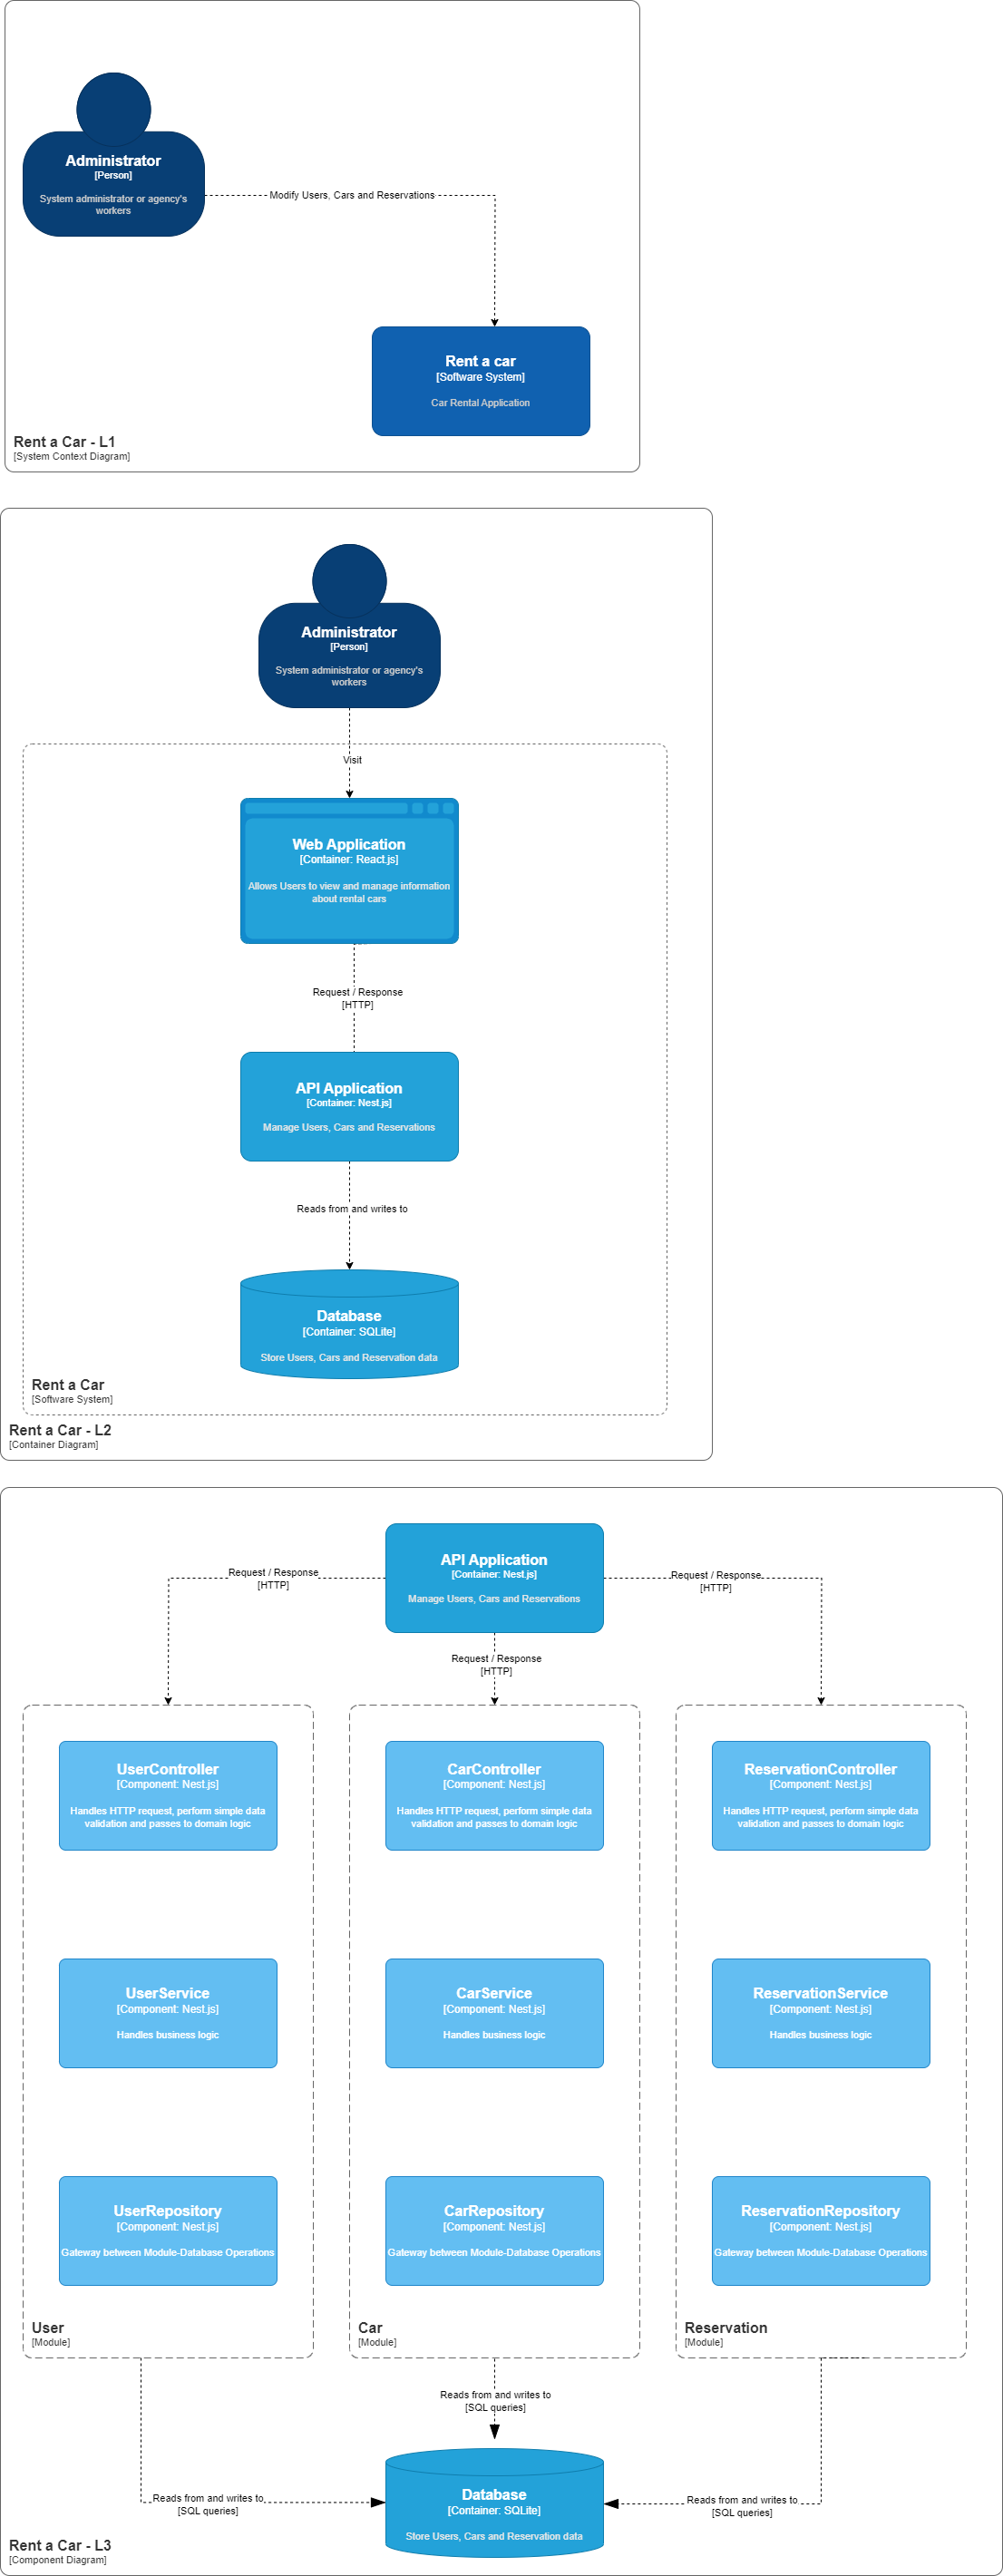 Administrator
[Person]
System administrator or agency's
workers
Modify Users, Cars and Reservations
Rent a car
[Software System]
Car Rental Application
Rent a Car - L1
[System Context Diagram]
Administrator
[Person]
System administrator or agency's
workers
Visit
Web Application
[Container: React.js]
Allows Users to view and manage information
about rental cars
Request / Response
[HTTP]
API Application
[Container: Nest.js]
Manage Users, Cars and Reservations
Reads from and writes to
Database
[Container: SQLite]
Store Users, Cars and Reservation data
Rent a Car
[Software System]
Rent a Car - L2
[Container Diagram]
API Application
[Container: Nest.js]
Manage Users, Cars and Reservations
Request / Response
[HTTP]
Request / Response
[HTTP]
Request / Response
[HTTP]
UserController
[Component: Nest.js]
Handles HTTP request, perform simple data
validation and passes to domain logic
CarController
[Component: Nest.js]
Handles HTTP request, perform simple data
validation and passes to domain logic
ReservationController
[Component: Nest.js]
Handles HTTP request, perform simple data
validation and passes to domain logic
UserService
[Component: Nest.js]
Handles business logic
CarService
[Component: Nest.js]
Handles business logic
ReservationService
[Component: Nest.js]
Handles business logic
UserRepository
[Component: Nest.js]
Gateway between Module-Database Operations
CarRepository
[Component: Nest.js]
Gateway between Module-Database Operations
ReservationRepository
[Component: Nest.js]
Gateway between Module-Database Operations
User
[Module]
Car
[Module]
Reservation
[Module]
Reads from and writes to
[SQL queries]
Reads from and writes to
[SQL queries]
Reads from and writes to
[SQL queries]
Database
[Container: SQLite]
Store Users, Cars and Reservation data
Rent a Car - L3
[Component Diagram]